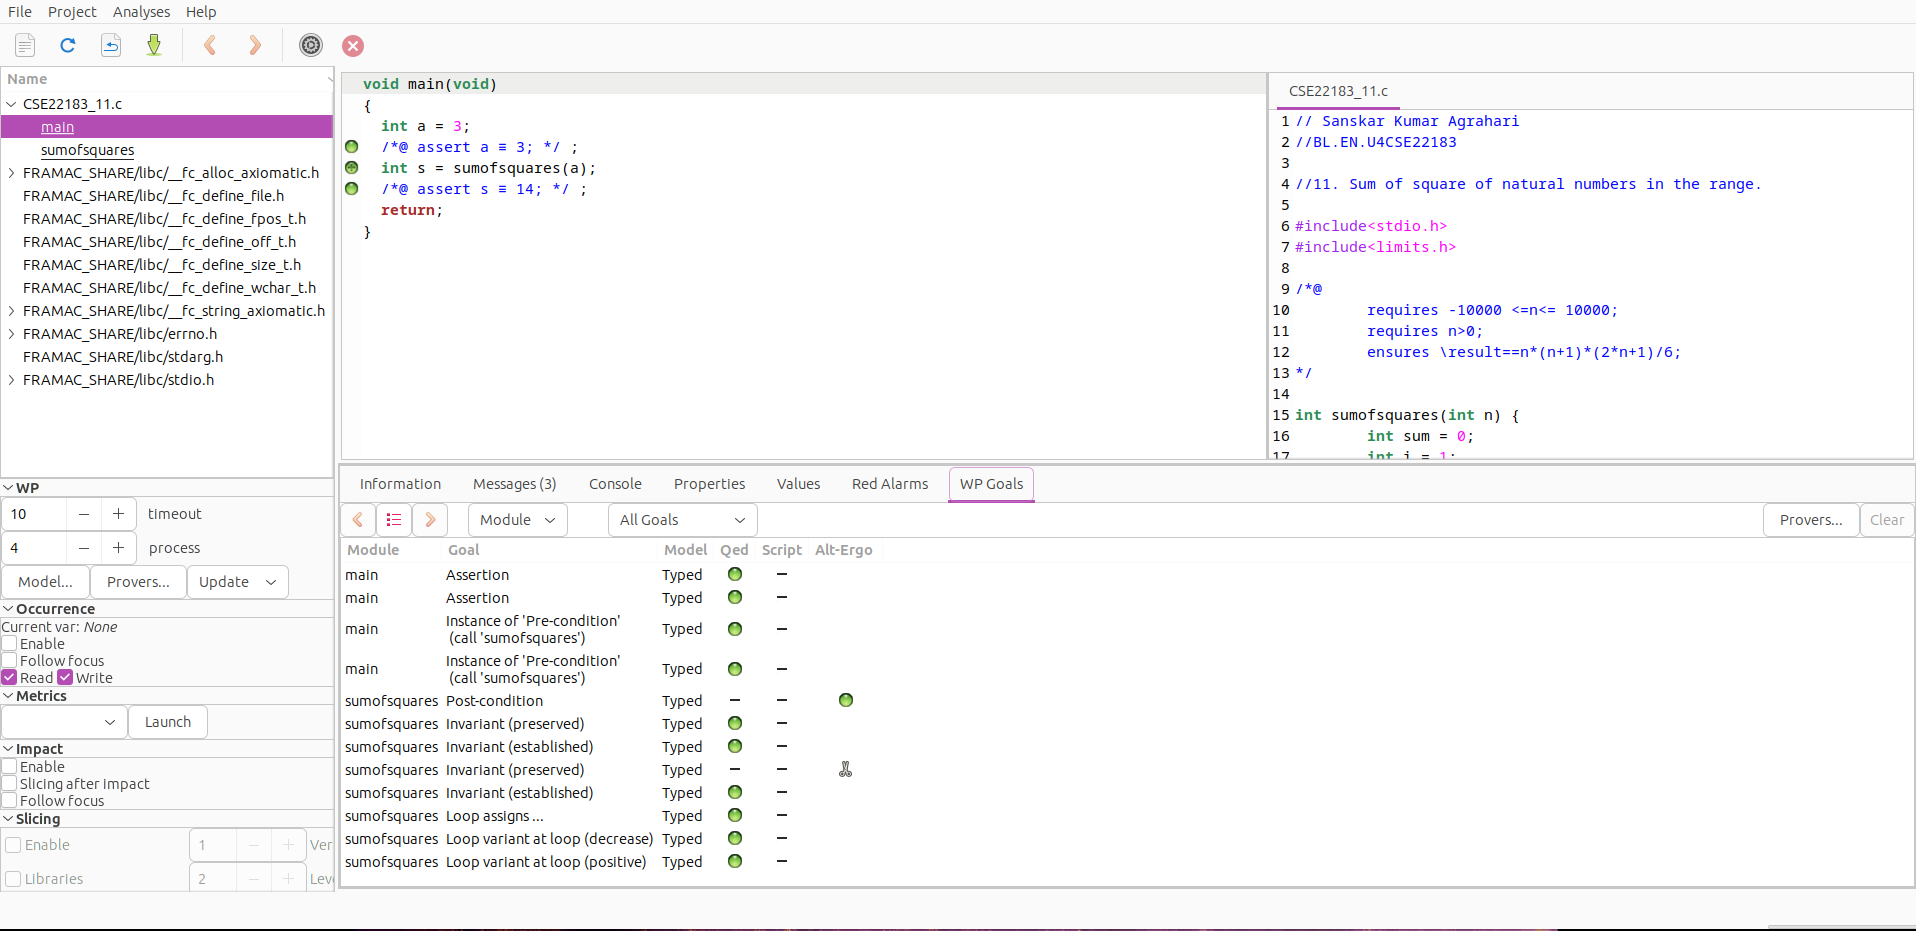 File Project Analyses Help
Name
CSE22183_11.c
main
sumofsquares
FRAMAC_SHARE/libc/__fc_alloc_axiomatic.h
FRAMAC_SHARE/libc/__fc_define_file.h
FRAMAC_SHARE/libc/__fc_define_fpos_t.h
FRAMAC_SHARE/libc/__fc_define_off_t.h
FRAMAC_SHARE/libc/__fc_define_size_t.h
FRAMAC_SHARE/libc/__fc_define_wchar_t.h
FRAMAC_SHARE/libc/__fc_string_axiomatic.h
FRAMAC_SHARE/libc/errno.h
FRAMAC_SHARE/libc/stdarg.h
FRAMAC_SHARE/libc/stdio.h
void main(void)
{
int a = 3;
/*@ assert a ≡ 3; */ ;
int s = sumofsquares(a);
/*@ assert s ≡ 14; */ ;
return;
}
CSE22183_11.c
1 // Sanskar Kumar Agrahari
2 //BL.EN.U4CSE22183
3
4 //11. Sum of square of natural numbers in the range.
5
6 #include<stdio.h>
7 #include<limits.h>
8
9 /*@
10 requires -10000 <=n<= 10000;
11 requires n>0;
12 ensures \result==n*(n+1)*(2*n+1)/6;
13 */
14
15 int sumofsquares(int n) {
16 int sum = 0;
17 int i = 1;
WP
10 − + timeout
4 − + process
Model... Provers... Update
Occurrence
Current var: None
Enable
Follow focus
Read Write
Metrics
Launch
Impact
Enable
Slicing after impact
Follow focus
Slicing
Enable 1 − + Ver
Libraries 2 − + Leve
Information Messages (3) Console Properties Values Red Alarms WP Goals
Module All Goals Provers... Clear
Module Goal Model Qed Script Alt-Ergo
main Assertion Typed −
main Assertion Typed −
main Instance of 'Pre-condition' (call 'sumofsquares') Typed −
main Instance of 'Pre-condition' (call 'sumofsquares') Typed −
sumofsquares Post-condition Typed − −
sumofsquares Invariant (preserved) Typed −
sumofsquares Invariant (established) Typed −
sumofsquares Invariant (preserved) Typed − −
sumofsquares Invariant (established) Typed −
sumofsquares Loop assigns ... Typed −
sumofsquares Loop variant at loop (decrease) Typed −
sumofsquares Loop variant at loop (positive) Typed −